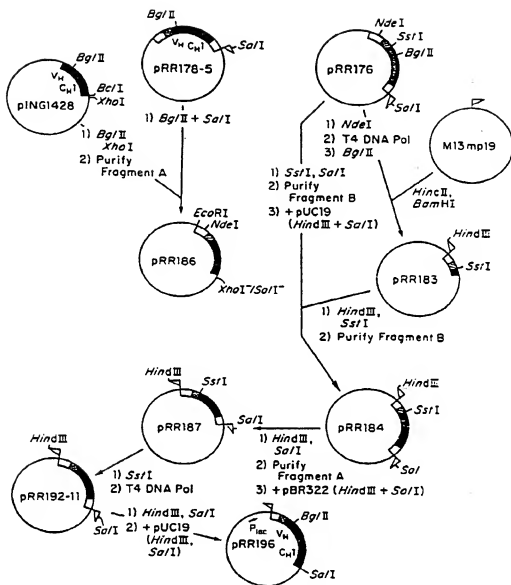 BglII
VH CH1
BclI
XhoI
pING1428
1) BglII
XhoI
2) Purify
Fragment A
BglII
VH CH1
SalI
pRR178-5
1) BglII + SalI
EcoRI
NdeI
pRR186
XhoI⁻/SalI⁻
NdeI
SstI
BglII
pRR176
SalI
1) NdeI
2) T4 DNA Pol
3) BglII
1) SstI, SalI
2) Purify
Fragment B
3) +pUC19
(HindIII + SalI)
M13mp19
HincII,
BamHI
HindIII
SstI
pRR183
1) HindIII,
SstI
2) Purify Fragment B
HindIII
SstI
pRR184
Sal
1) HindIII,
SalI
2) Purify
Fragment A
3) +pBR322 (HindIII + SalI)
HindIII
SstI
pRR187
SalI
1) SstI
2) T4 DNA Pol
HindIII
pRR192-11
SalI
1) HindIII, SalI
2) +pUC19
(HindIII,
SalI)
Plac
BglII
VH
CH1
pRR196
SalI